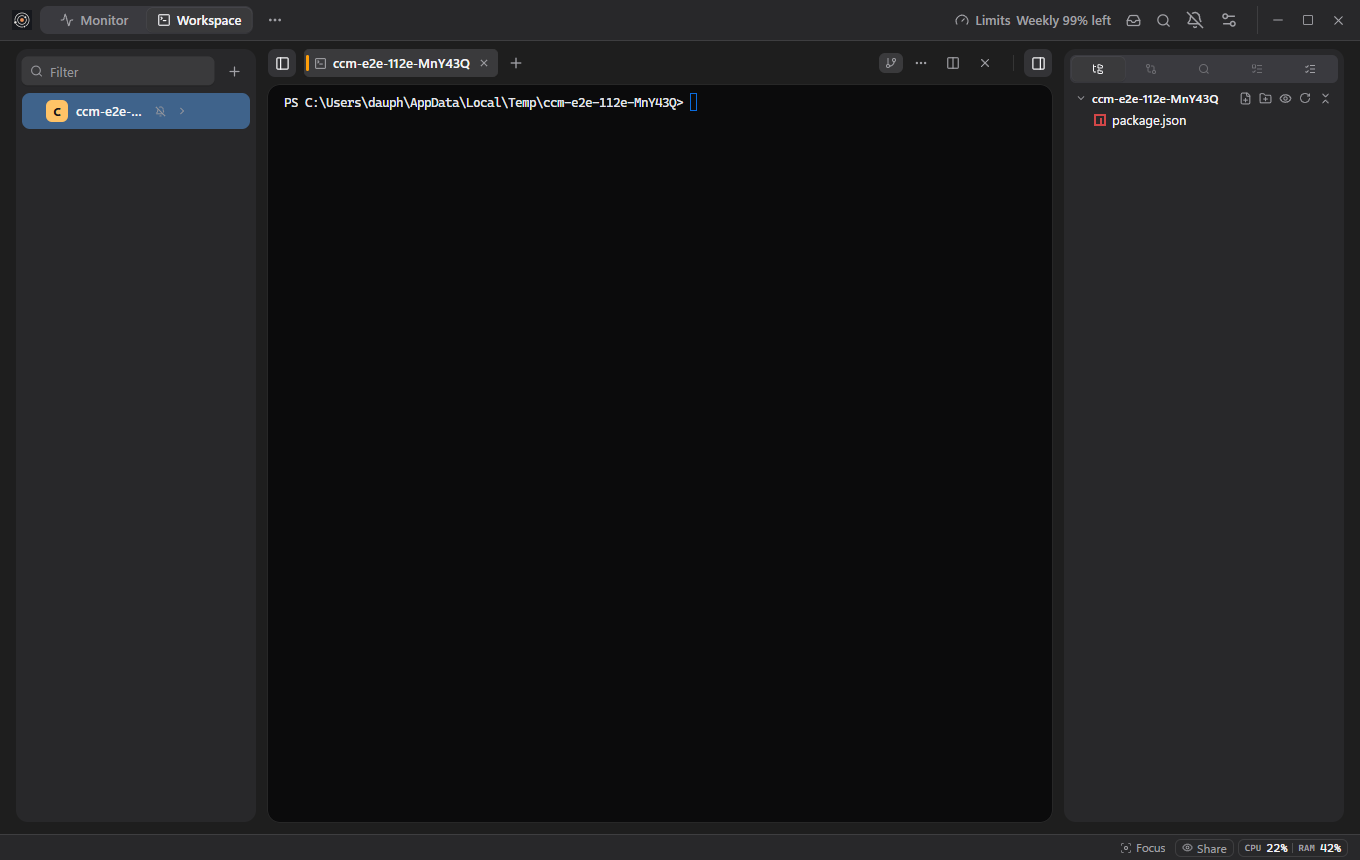 Monitor
Workspace
Limits Weekly 99% left
Filter
C ccm-e2e-...
ccm-e2e-112e-MnY43Q
PS C:\Users\dauph\AppData\Local\Temp\ccm-e2e-112e-MnY43Q>
ccm-e2e-112e-MnY43Q
package.json
Focus
Share
CPU 22% RAM 42%